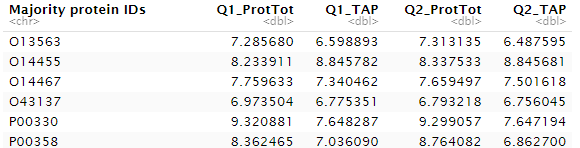 Majority protein IDs Q1_ProtTot Q1_TAP Q2_ProtTot Q2_TAP
<chr> <dbl> <dbl> <dbl> <dbl>
O13563 7.285680 6.598893 7.313135 6.487595
O14455 8.233911 8.845782 8.337533 8.845681
O14467 7.759633 7.340462 7.659497 7.501618
O43137 6.973504 6.775351 6.793218 6.756045
P00330 9.320881 7.648287 9.299057 7.647194
P00358 8.362465 7.036090 8.764082 6.862700